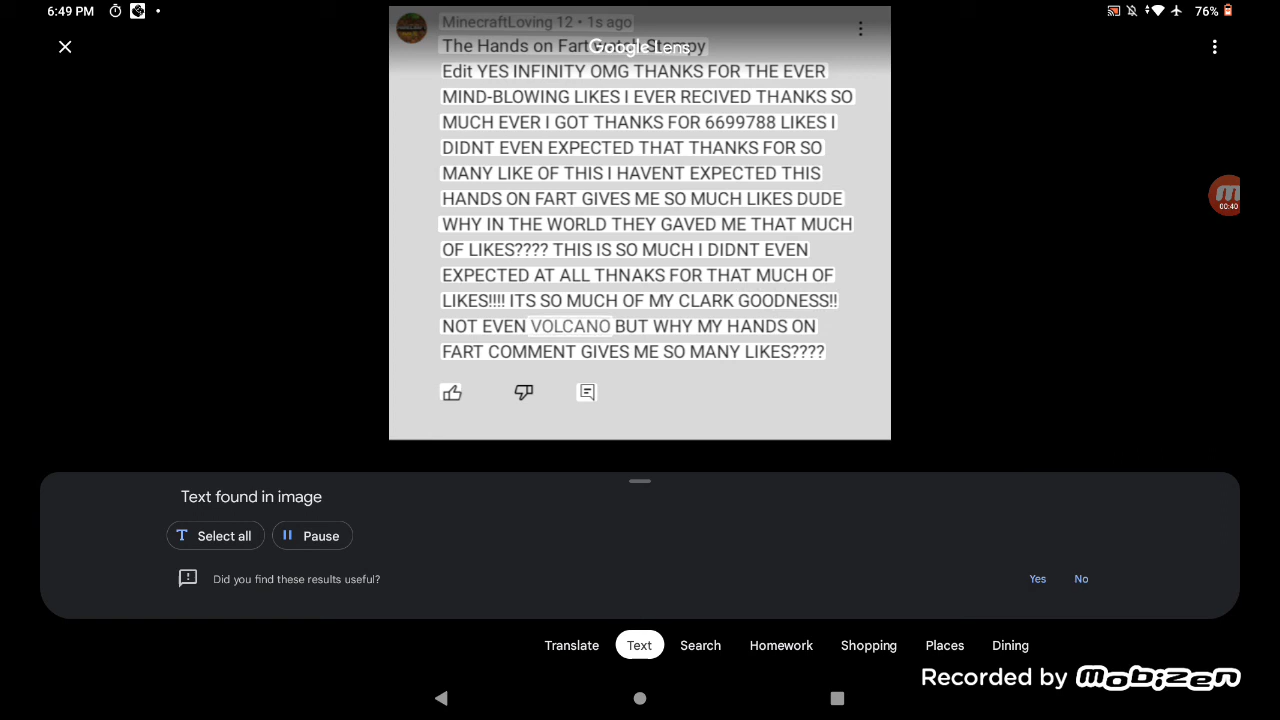 6:49 PM
76%
MinecraftLoving 12 • 1s ago
The Hands on Fart Stampy
Google Lens
Edit YES INFINITY OMG THANKS FOR THE EVER
MIND-BLOWING LIKES I EVER RECIVED THANKS SO
MUCH EVER I GOT THANKS FOR 6699788 LIKES I
DIDNT EVEN EXPECTED THAT THANKS FOR SO
MANY LIKE OF THIS I HAVENT EXPECTED THIS
HANDS ON FART GIVES ME SO MUCH LIKES DUDE
WHY IN THE WORLD THEY GAVED ME THAT MUCH
OF LIKES???? THIS IS SO MUCH I DIDNT EVEN
EXPECTED AT ALL THNAKS FOR THAT MUCH OF
LIKES!!!! ITS SO MUCH OF MY CLARK GOODNESS!!
NOT EVEN VOLCANO BUT WHY MY HANDS ON
FART COMMENT GIVES ME SO MANY LIKES????
00:40
Text found in image
Select all
Pause
Did you find these results useful?
Yes
No
Translate
Text
Search
Homework
Shopping
Places
Dining
Recorded by mobizen